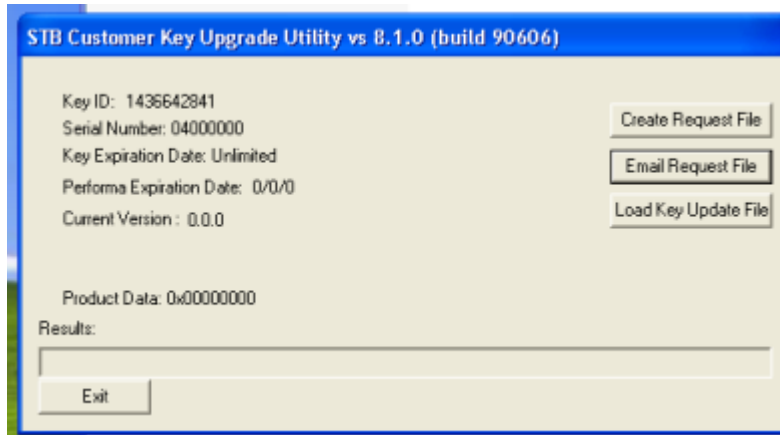 STB Customer Key Upgrade Utility vs 8.1.0 (build 90606)
Key ID: 1436642841
Serial Number: 04000000
Key Expiration Date: Unlimited
Performa Expiration Date: 0/0/0
Current Version : 0.0.0
Create Request File
Email Request File
Load Key Update File
Product Data: 0x00000000
Results:
Exit